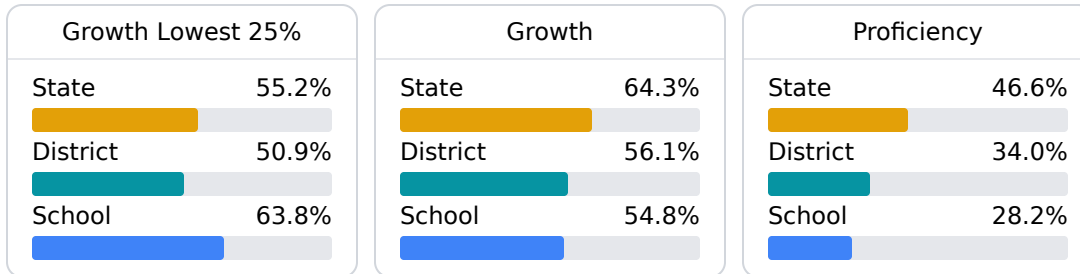 Growth Lowest 25%
State 55.2%
District 50.9%
School 63.8%
Growth
State 64.3%
District 56.1%
School 54.8%
Proficiency
State 46.6%
District 34.0%
School 28.2%